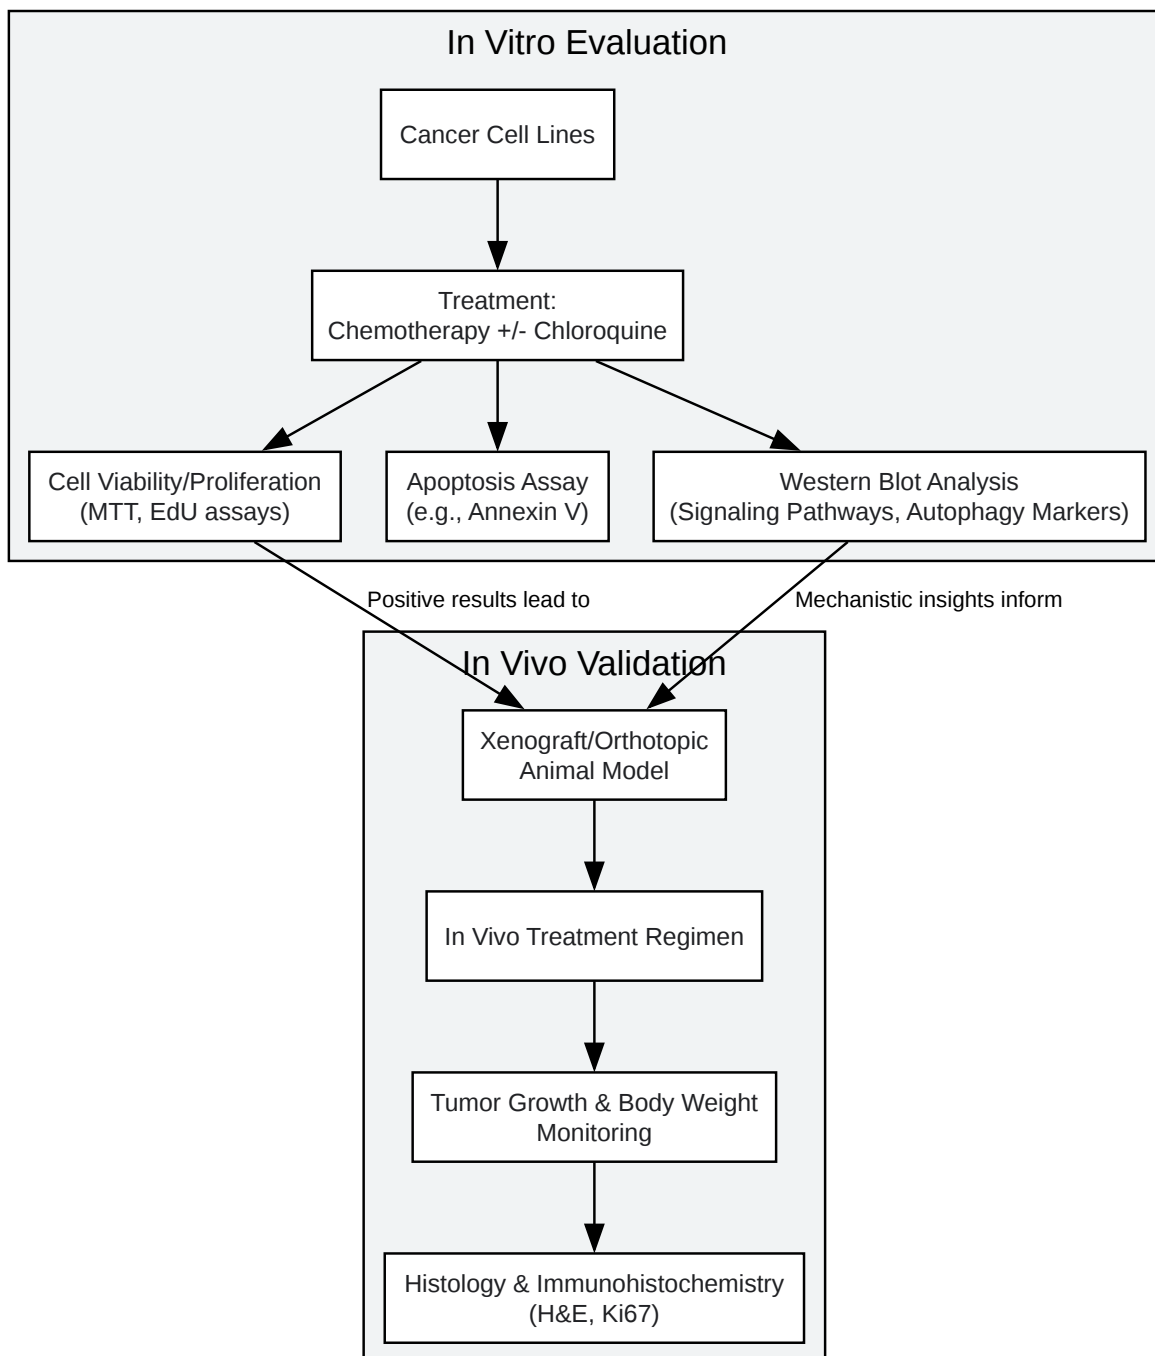 In Vitro Evaluation
Cancer Cell Lines
Treatment:
Chemotherapy +/- Chloroquine
Cell Viability/Proliferation
(MTT, EdU assays)
Apoptosis Assay
(e.g., Annexin V)
Western Blot Analysis
(Signaling Pathways, Autophagy Markers)
Positive results lead to
Mechanistic insights inform
In Vivo Validation
Xenograft/Orthotopic
Animal Model
In Vivo Treatment Regimen
Tumor Growth & Body Weight
Monitoring
Histology & Immunohistochemistry
(H&E, Ki67)